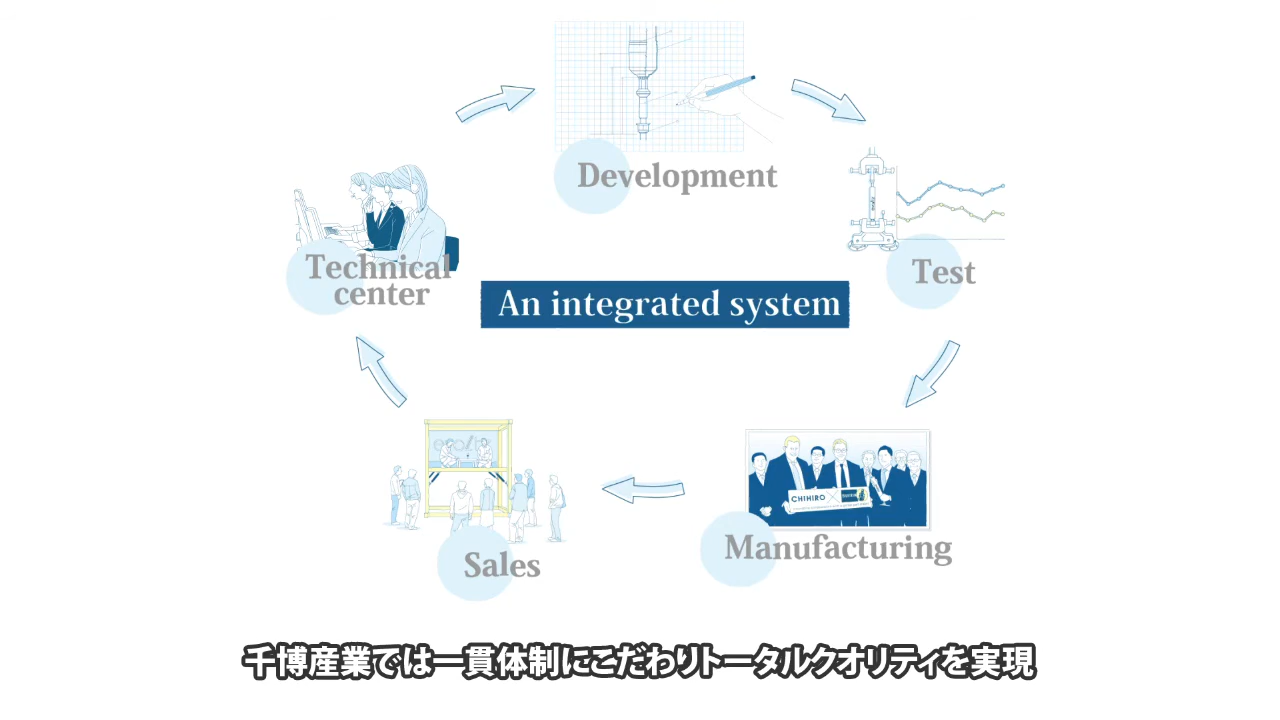 Development
Test
Technical
center
An integrated system
CHIHIRO
Sales
Manufacturing
千博産業では一貫体制にこだわりトータルクオリティを実現